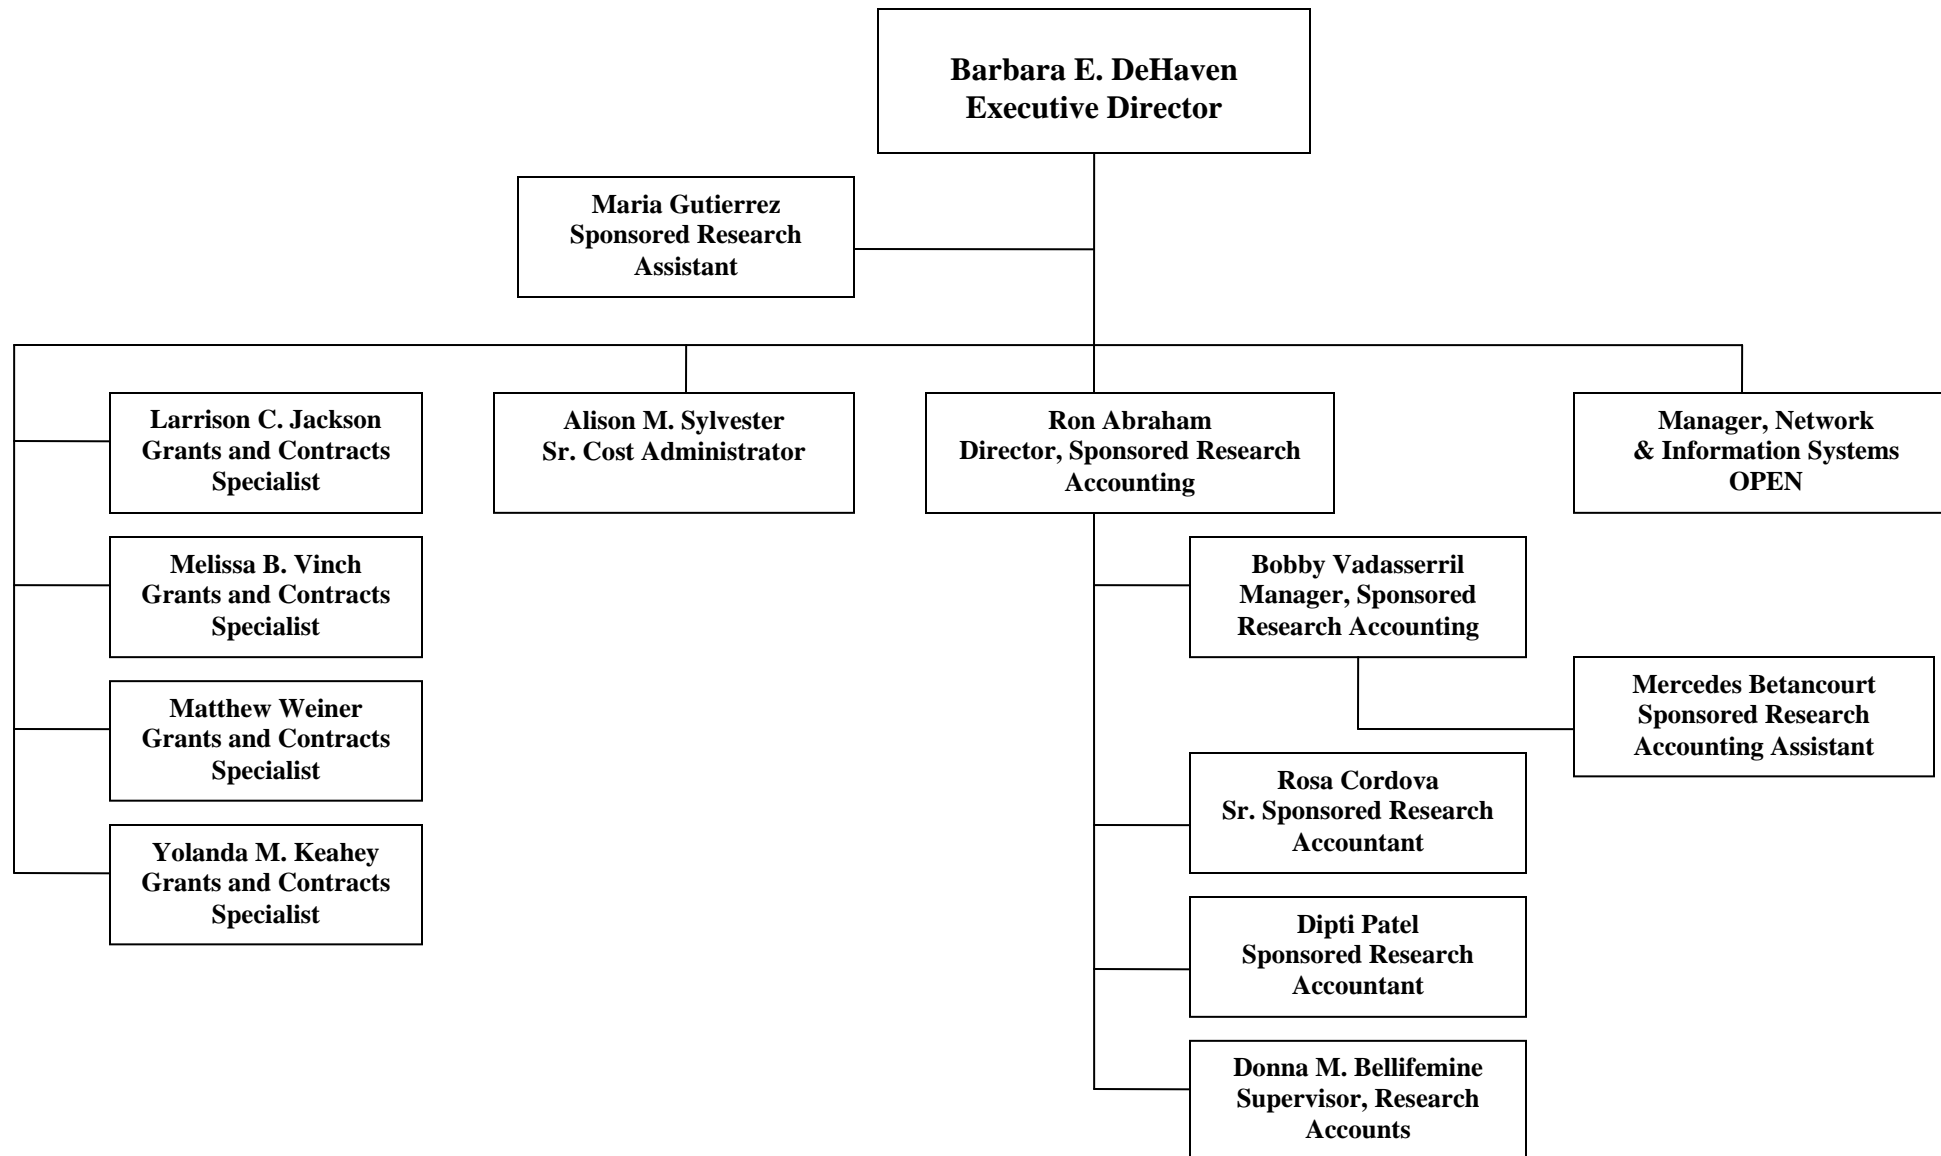 Barbara E. DeHaven
Executive Director
Maria Gutierrez
Sponsored Research
Assistant
Larrison C. Jackson
Grants and Contracts
Specialist
Alison M. Sylvester
Sr. Cost Administrator
Ron Abraham
Director, Sponsored Research
Accounting
Manager, Network
& Information Systems
OPEN
Melissa B. Vinch
Grants and Contracts
Specialist
Bobby Vadasserril
Manager, Sponsored
Research Accounting
Matthew Weiner
Grants and Contracts
Specialist
Mercedes Betancourt
Sponsored Research
Accounting Assistant
Rosa Cordova
Sr. Sponsored Research
Accountant
Yolanda M. Keahey
Grants and Contracts
Specialist
Dipti Patel
Sponsored Research
Accountant
Donna M. Bellifemine
Supervisor, Research
Accounts